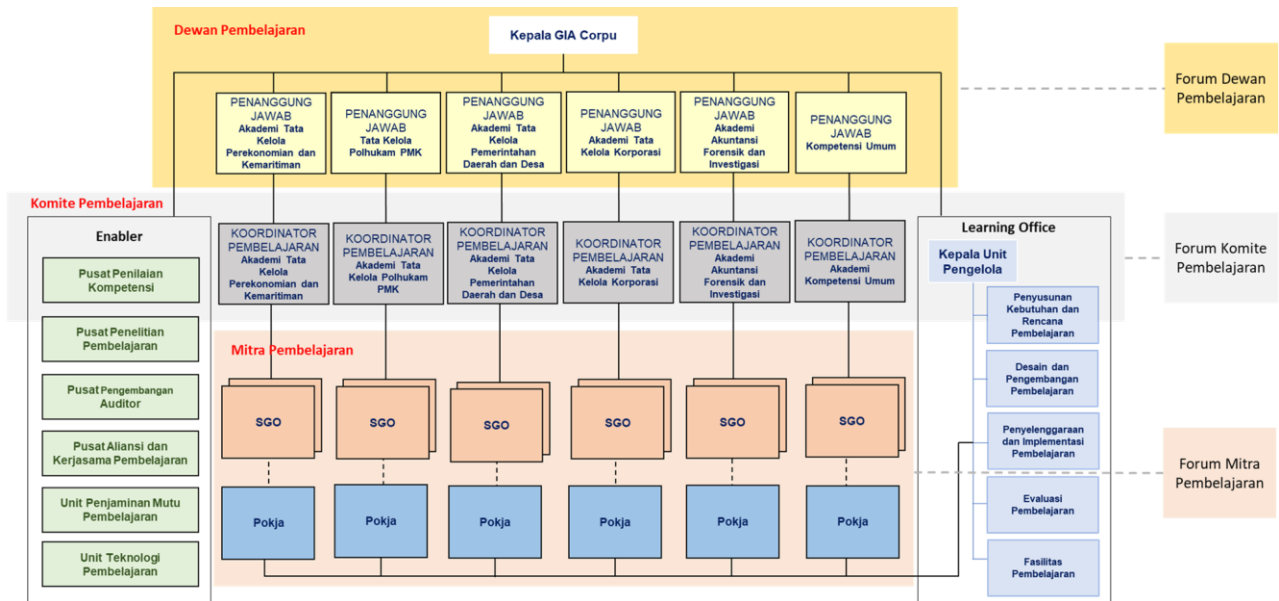 Dewan Pembelajaran
Kepala GIA Corpu
Forum Dewan
Pembelajaran
PENANGGUNG
JAWAB
Akademi Tata
Kelola
Perekonomian dan
Kemaritiman
PENANGGUNG
JAWAB
Tata Kelola
Polhukam PMK
PENANGGUNG
JAWAB
Akademi Tata
Kelola
Pemerintahan
Daerah dan Desa
PENANGGUNG
JAWAB
Akademi Tata
Kelola Korporasi
PENANGGUNG
JAWAB
Akademi
Akuntansi
Forensik dan
Investigasi
PENANGGUNG
JAWAB
Kompetensi Umum
Komite Pembelajaran
Forum Komite
Pembelajaran
Enabler
Pusat Penilaian
Kompetensi
Pusat Penelitian
Pembelajaran
Pusat Pengembangan
Auditor
Pusat Aliansi dan
Kerjasama Pembelajaran
Unit Penjaminan Mutu
Pembelajaran
Unit Teknologi
Pembelajaran
KOORDINATOR
PEMBELAJARAN
Akademi Tata
Kelola
Perekonomian dan
Kemaritiman
KOORDINATOR
PEMBELAJARAN
Akademi Tata
Kelola Polhukam
PMK
KOORDINATOR
PEMBELAJARAN
Akademi Tata
Kelola
Pemerintahan
Daerah dan Desa
KOORDINATOR
PEMBELAJARAN
Akademi Tata
Kelola Korporasi
KOORDINATOR
PEMBELAJARAN
Akademi
Akuntansi
Forensik dan
Investigasi
KOORDINATOR
PEMBELAJARAN
Akademi
Kompetensi Umum
Learning Office
Kepala Unit
Pengelola
Penyusunan
Kebutuhan dan
Rencana
Pembelajaran
Desain dan
Pengembangan
Pembelajaran
Penyelenggaraan
dan Implementasi
Pembelajaran
Evaluasi
Pembelajaran
Fasilitas
Pembelajaran
Mitra Pembelajaran
SGO
SGO
SGO
SGO
SGO
SGO
Pokja
Pokja
Pokja
Pokja
Pokja
Pokja
Forum Mitra
Pembelajaran